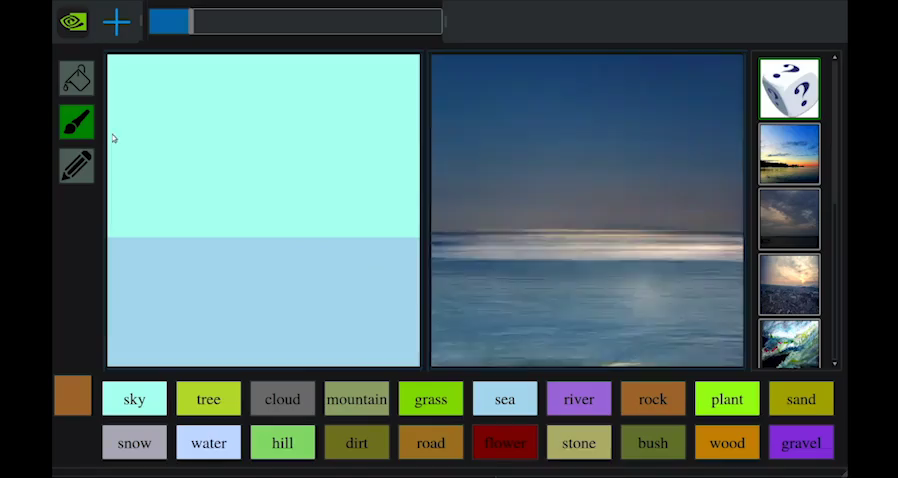 sky tree cloud mountain grass sea river rock plant sand
snow water hill dirt road flower stone bush wood gravel